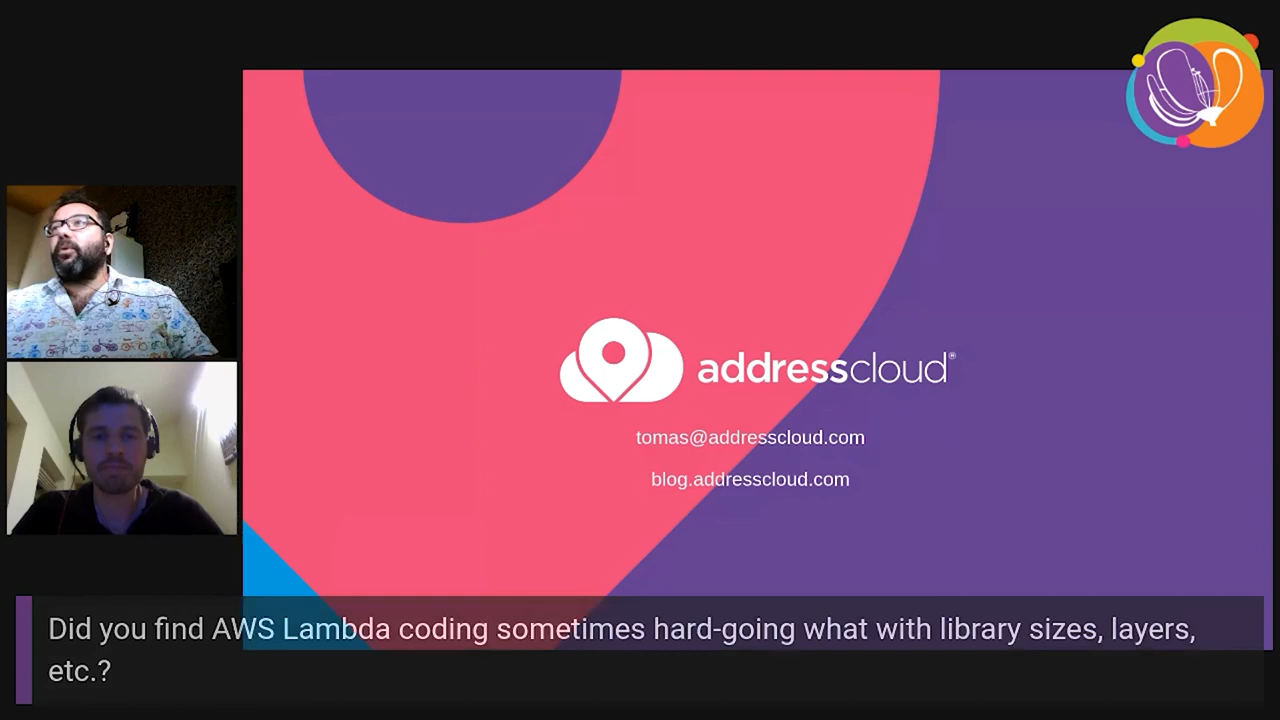 addresscloud®
tomas@addresscloud.com
blog.addresscloud.com
Did you find AWS Lambda coding sometimes hard-going what with library sizes, layers,
etc.?